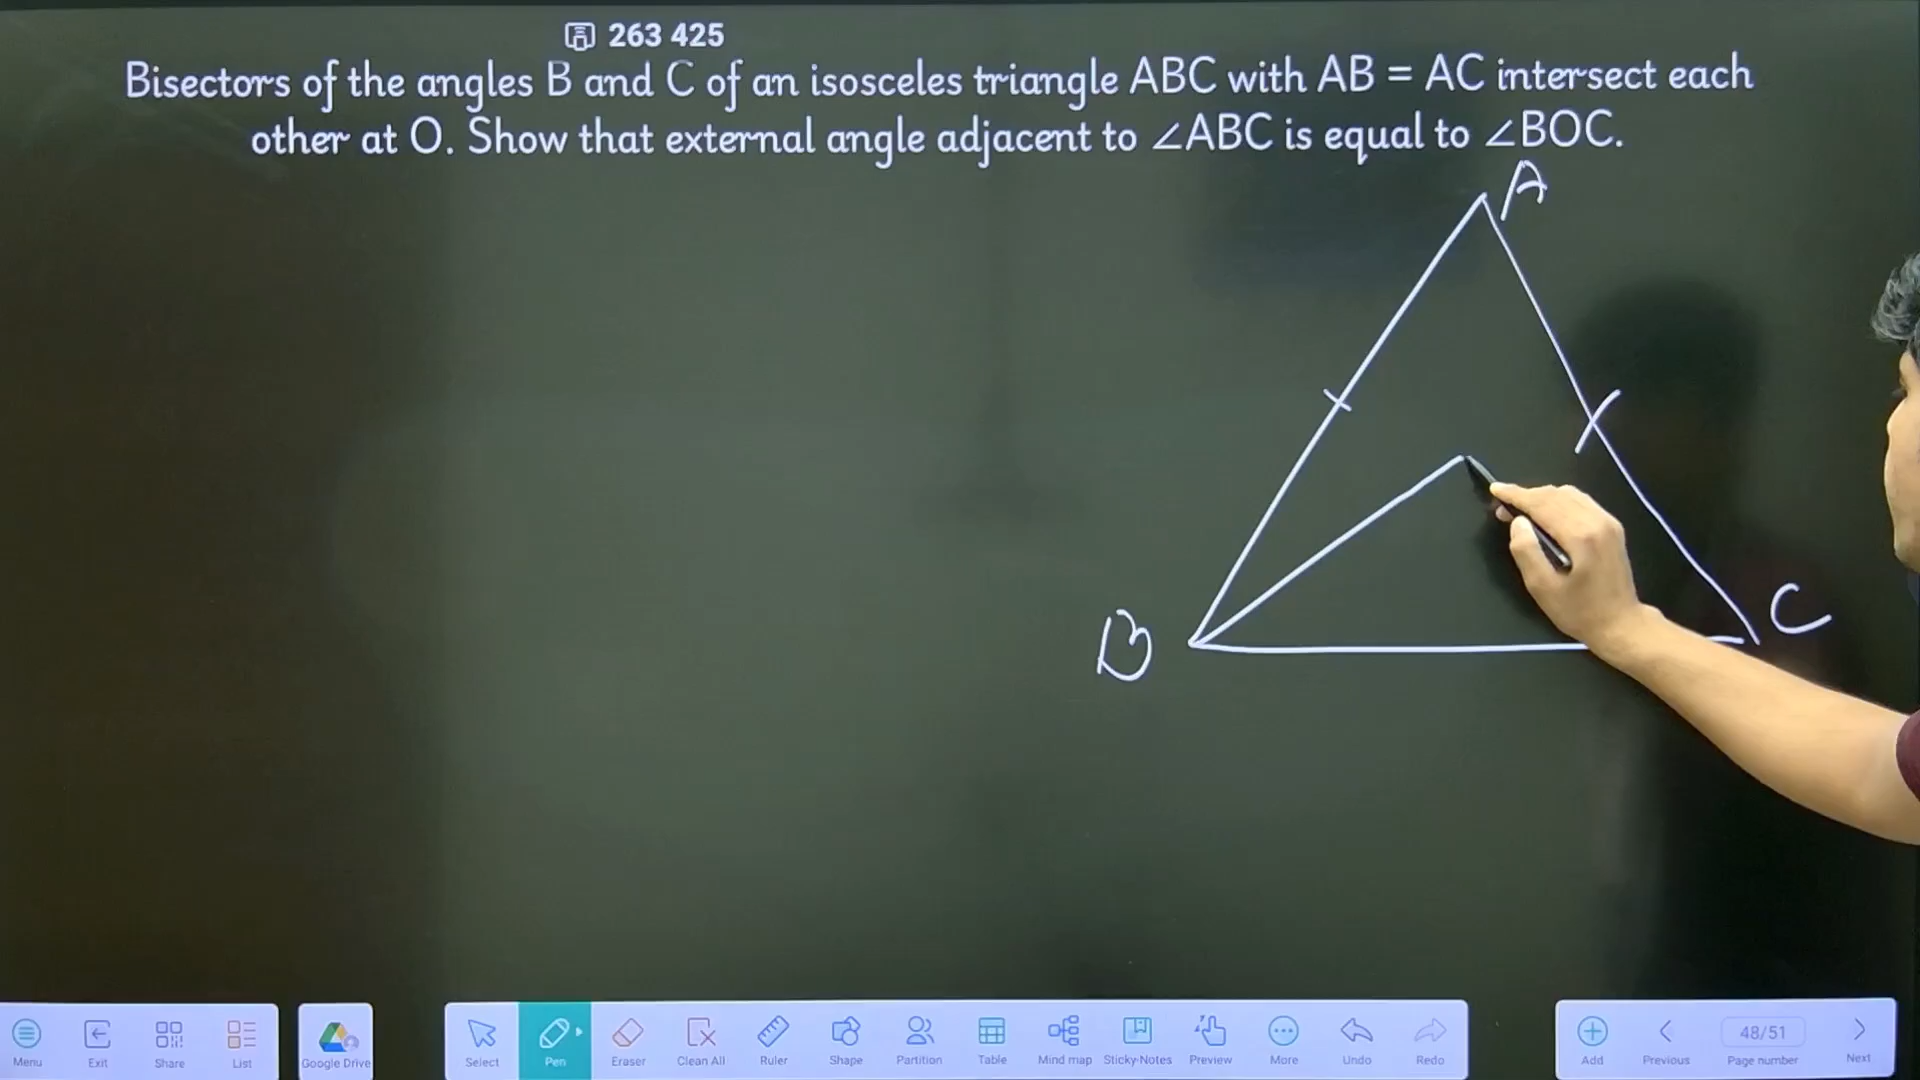 263 425
Bisectors of the angles B and C of an isosceles triangle ABC with AB = AC intersect each
other at O. Show that external angle adjacent to ∠ABC is equal to ∠BOC.
A
B
C
Menu
Exit
Share
List
Google Drive
Select
Pen
Eraser
Clean All
Ruler
Shape
Partition
Table
Mind map
Sticky-Notes
Preview
More
Undo
Redo
Add
Previous
48/51
Page number
Next